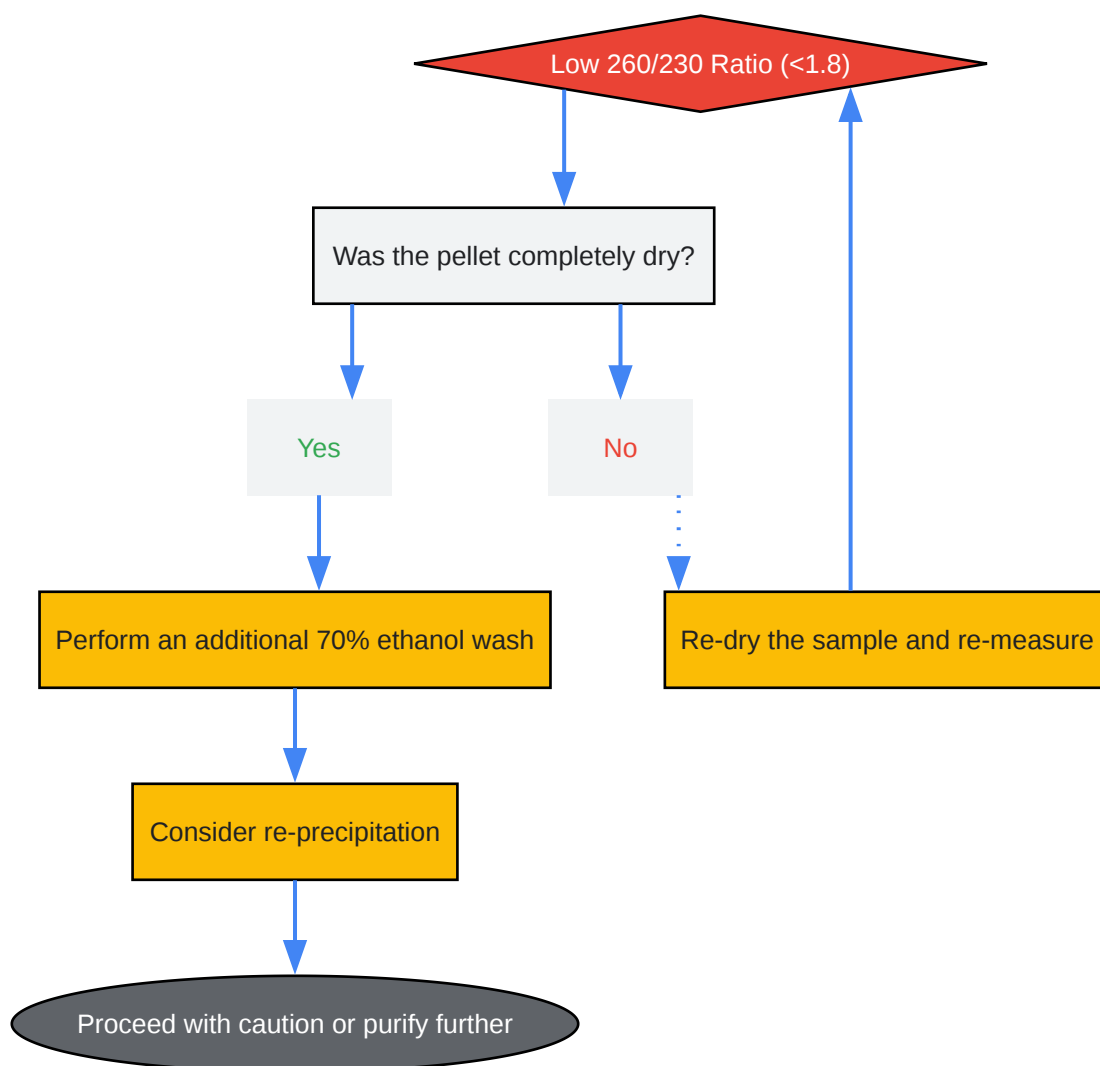 Low 260/230 Ratio (<1.8)
Was the pellet completely dry?
Yes
No
Perform an additional 70% ethanol wash
Re-dry the sample and re-measure
Consider re-precipitation
Proceed with caution or purify further